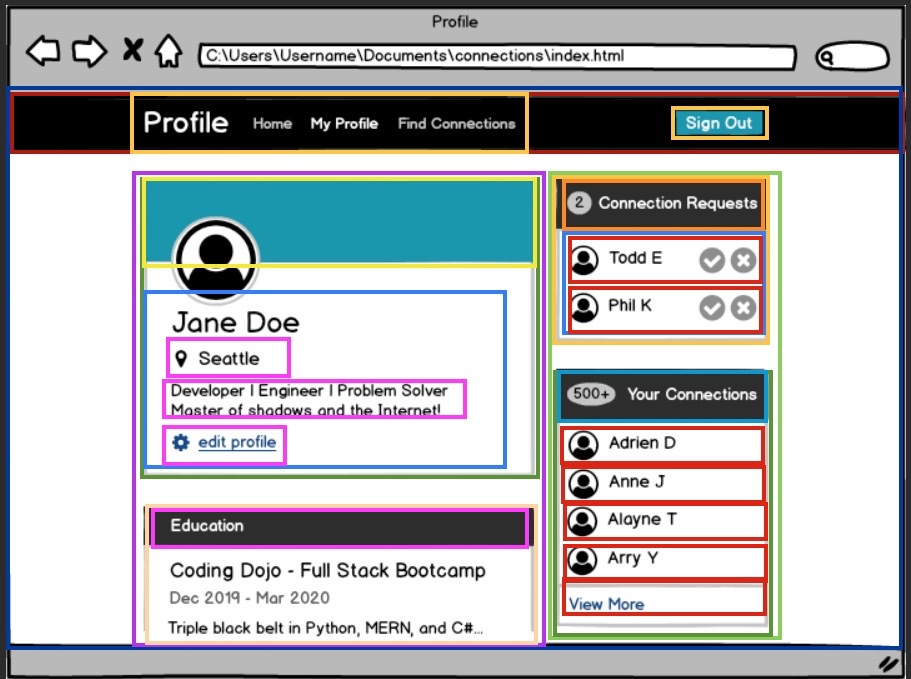 Profile
C:\Users\Username\Documents\connections\index.html
Profile Home My Profile Find Connections Sign Out
Jane Doe
Seattle
Developer | Engineer | Problem Solver
Master of shadows and the Internet!
edit profile
Education
Coding Dojo - Full Stack Bootcamp
Dec 2019 - Mar 2020
Triple black belt in Python, MERN, and C#...
2 Connection Requests
Todd E
Phil K
500+ Your Connections
Adrien D
Anne J
Alayne T
Arry Y
View More